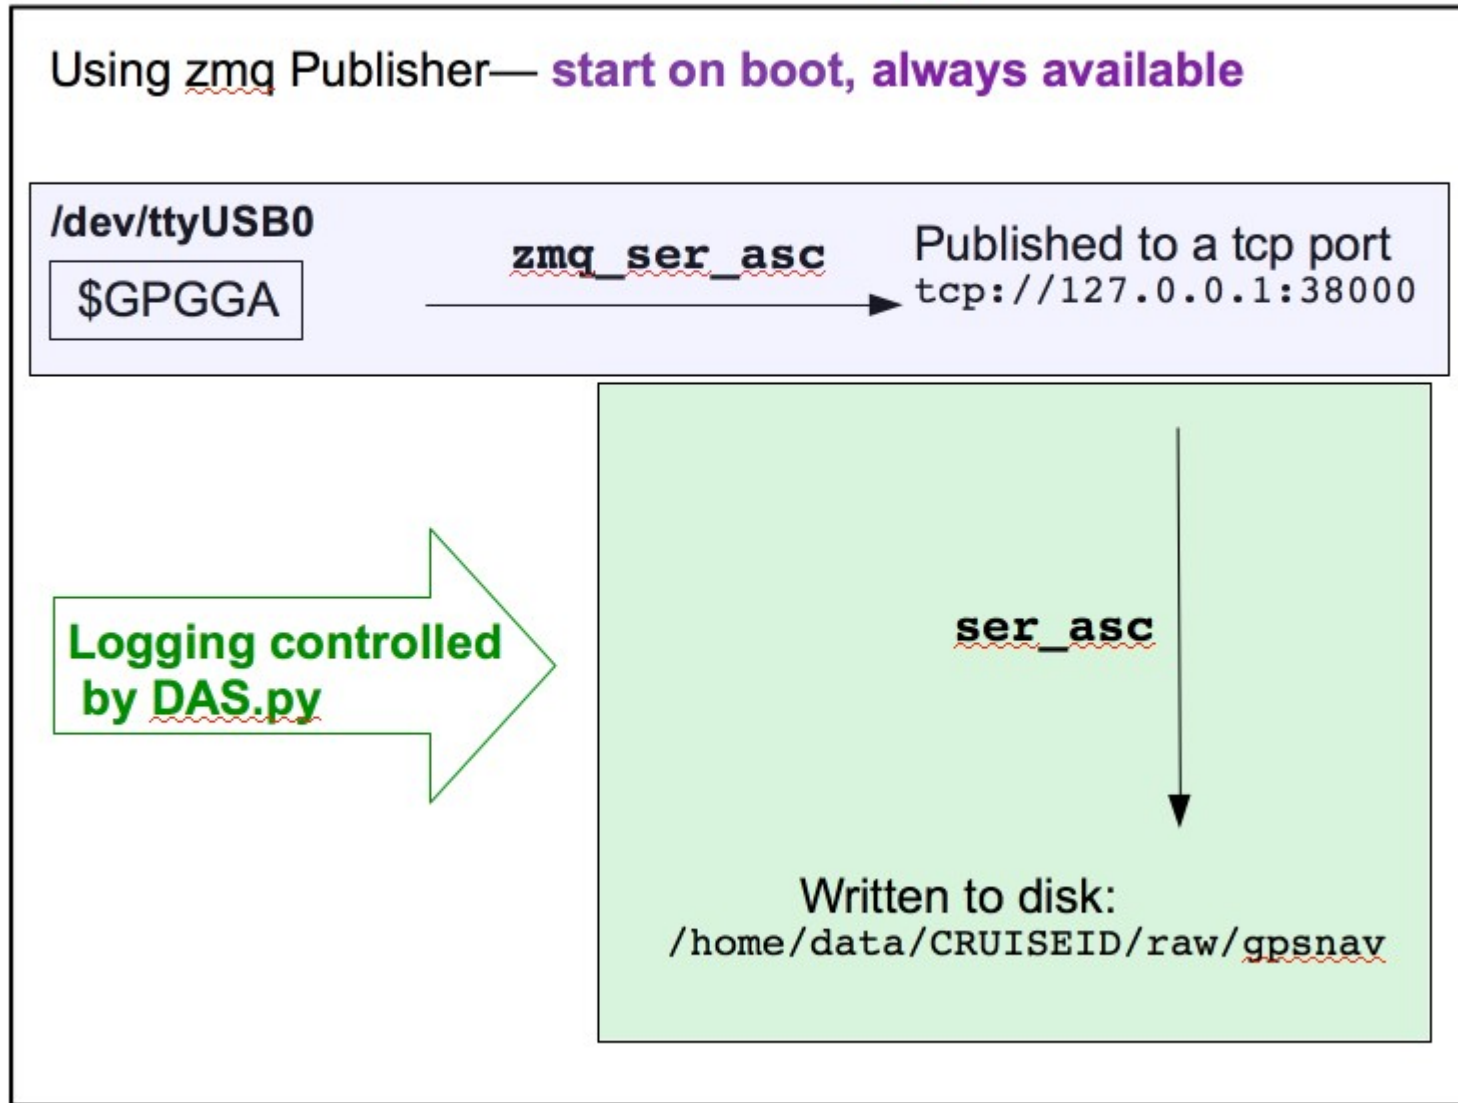 Using zmq Publisher— start on boot, always available
/dev/ttyUSB0
$GPGGA
zmq_ser_asc
Published to a tcp port
tcp://127.0.0.1:38000
Logging controlled
by DAS.py
ser_asc
Written to disk:
/home/data/CRUISEID/raw/gpsnav